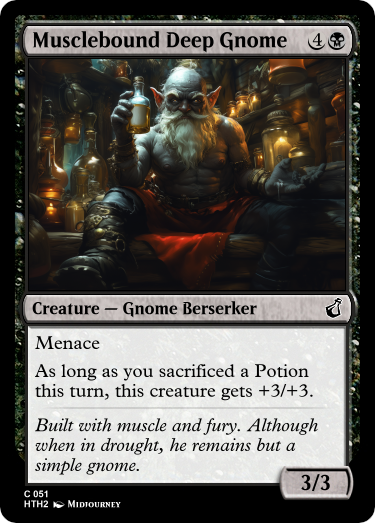 Musclebound Deep Gnome 4
Creature — Gnome Berserker
Menace
As long as you sacrificed a Potion
this turn, this creature gets +3/+3.
Built with muscle and fury. Although
when in drought, he remains but a
simple gnome.
3/3
C 051
HTH2 Midjourney